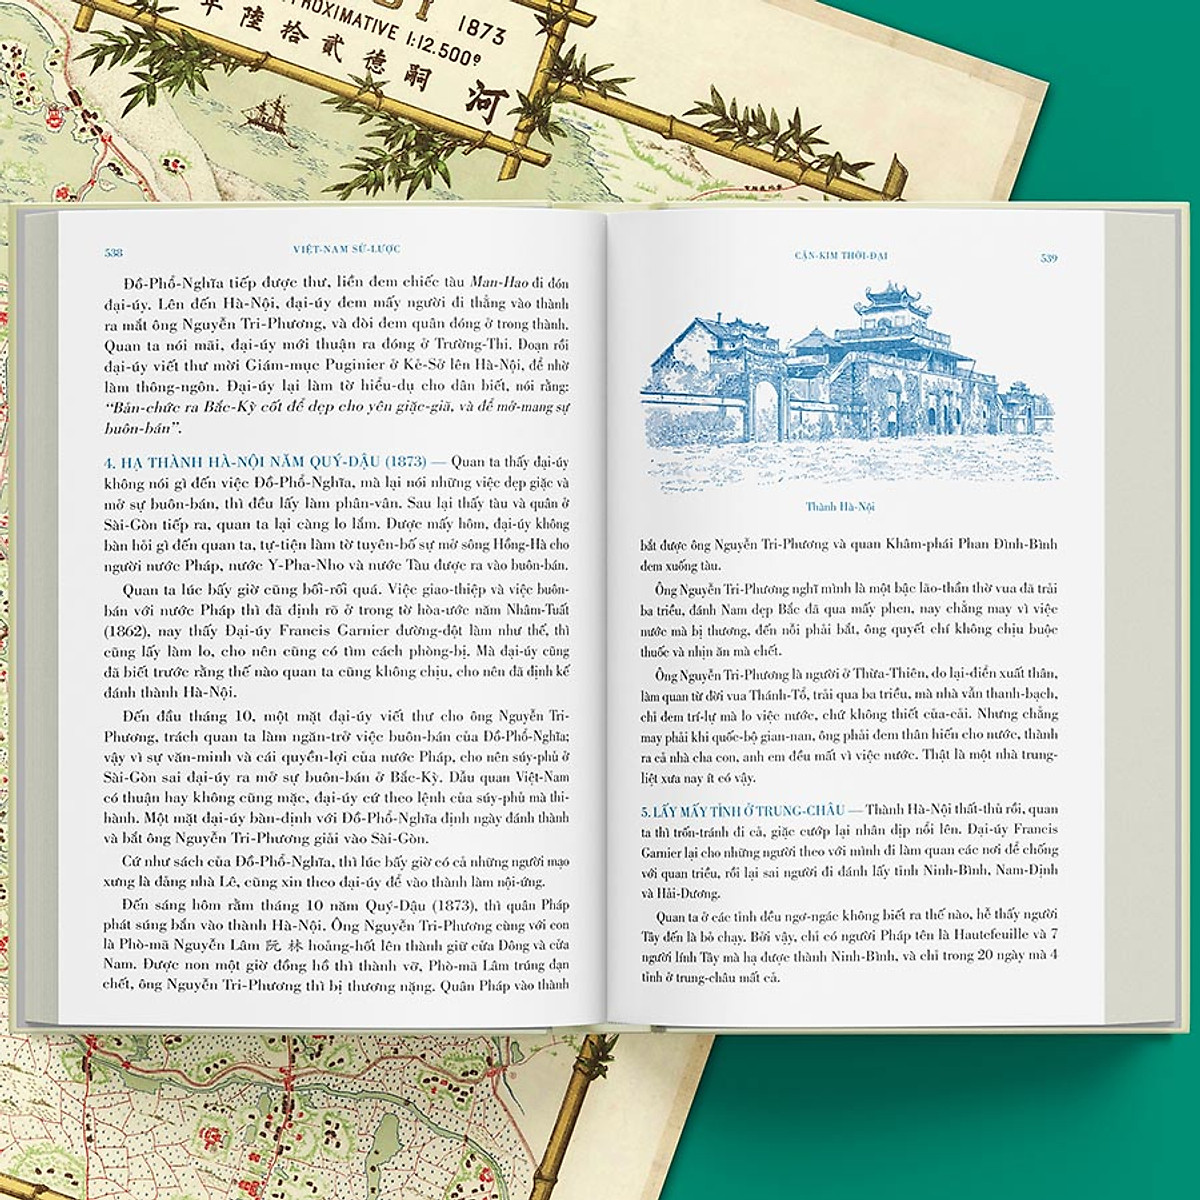 1873
APPROXIMATIVE 1:12.500e
年陸拾貳德嗣
河
538
VIỆT-NAM SỬ-LƯỢC
Đồ-Phổ-Nghĩa tiếp được thư, liền đem chiếc tàu Man-Hao đi đón
đại-úy. Lên đến Hà-Nội, đại-úy đem mấy người đi thẳng vào thành
ra mắt ông Nguyễn Tri-Phương, và đòi đem quân đóng ở trong thành.
Quan ta nói mãi, đại-úy mới thuận ra đóng ở Trường-Thi. Đoạn rồi
đại-úy viết thư mời Giám-mục Puginier ở Kẻ-Sở lên Hà-Nội, để nhờ
làm thông-ngôn. Đại-úy lại làm tờ hiểu-dụ cho dân biết, nói rằng:
“Bản-chức ra Bắc-Kỳ cốt để dẹp cho yên giặc-giã, và để mở-mang sự
buôn-bán”.
4. HẠ THÀNH HÀ-NỘI NĂM QUÝ-DẬU (1873) — Quan ta thấy đại-úy
không nói gì đến việc Đồ-Phổ-Nghĩa, mà lại nói những việc dẹp giặc và
mở sự buôn-bán, thì đều lấy làm phân-vân. Sau lại thấy tàu và quân ở
Sài-Gòn tiếp ra, quan ta lại càng lo lắm. Được mấy hôm, đại-úy không
bàn hỏi gì đến quan ta, tự-tiện làm tờ tuyên-bố sự mở sông Hồng-Hà cho
người nước Pháp, nước Y-Pha-Nho và nước Tàu được ra vào buôn-bán.
Quan ta lúc bấy giờ cũng bối-rối quá. Việc giao-thiệp và việc buôn-
bán với nước Pháp thì đã định rõ ở trong tờ hòa-ước năm Nhâm-Tuất
(1862), nay thấy Đại-úy Francis Garnier đường-đột làm như thế, thì
cũng lấy làm lo, cho nên cũng có tìm cách phòng-bị. Mà đại-úy cũng
đã biết trước rằng thế nào quan ta cũng không chịu, cho nên đã định kế
đánh thành Hà-Nội.
Đến đầu tháng 10, một mặt đại-úy viết thư cho ông Nguyễn Tri-
Phương, trách quan ta làm ngăn-trở việc buôn-bán của Đồ-Phổ-Nghĩa;
vậy vì sự văn-minh và cái quyền-lợi của nước Pháp, cho nên súy-phủ ở
Sài-Gòn sai đại-úy ra mở sự buôn-bán ở Bắc-Kỳ. Dẫu quan Việt-Nam
có thuận hay không cũng mặc, đại-úy cứ theo lệnh của súy-phủ mà thi-
hành. Một mặt đại-úy bàn-định với Đồ-Phổ-Nghĩa định ngày đánh thành
và bắt ông Nguyễn Tri-Phương giải vào Sài-Gòn.
Cứ như sách của Đồ-Phổ-Nghĩa, thì lúc bấy giờ có cả những người mạo
xưng là đảng nhà Lê, cũng xin theo đại-úy để vào thành làm nội-ứng.
Đến sáng hôm rằm tháng 10 năm Quý-Dậu (1873), thì quân Pháp
phát súng bắn vào thành Hà-Nội. Ông Nguyễn Tri-Phương cùng với con
là Phò-mã Nguyễn Lâm 阮 林 hoảng-hốt lên thành giữ cửa Đông và cửa
Nam. Được non một giờ đồng hồ thì thành vỡ, Phò-mã Lâm trúng đạn
chết, ông Nguyễn Tri-Phương thì bị thương nặng. Quân Pháp vào thành
CẬN-KIM THỜI-ĐẠI
539
Thành Hà-Nội
bắt được ông Nguyễn Tri-Phương và quan Khâm-phái Phan Đình-Bình
đem xuống tàu.
Ông Nguyễn Tri-Phương nghĩ mình là một bậc lão-thần thờ vua đã trải
ba triều, đánh Nam dẹp Bắc đã qua mấy phen, nay chẳng may vì việc
nước mà bị thương, đến nỗi phải bắt, ông quyết chí không chịu buộc
thuốc và nhịn ăn mà chết.
Ông Nguyễn Tri-Phương là người ở Thừa-Thiên, do lại-điển xuất thân,
làm quan từ đời vua Thánh-Tổ, trải qua ba triều, mà nhà vẫn thanh-bạch,
chỉ đem trí-lự mà lo việc nước, chứ không thiết của-cải. Nhưng chẳng
may phải khi quốc-bộ gian-nan, ông phải đem thân hiến cho nước, thành
ra cả nhà cha con, anh em đều mất vì việc nước. Thật là một nhà trung-
liệt xưa nay ít có vậy.
5. LẤY MẤY TỈNH Ở TRUNG-CHÂU — Thành Hà-Nội thất-thủ rồi, quan
ta thì trốn-tránh đi cả, giặc cướp lại nhân dịp nổi lên. Đại-úy Francis
Garnier lại cho những người theo với mình đi làm quan các nơi để chống
với quan triều, rồi lại sai người đi đánh lấy tỉnh Ninh-Bình, Nam-Định
và Hải-Dương.
Quan ta ở các tỉnh đều ngơ-ngác không biết ra thế nào, hễ thấy người
Tây đến là bỏ chạy. Bởi vậy, chỉ có người Pháp tên là Hautefeuille và 7
người lính Tây mà hạ được thành Ninh-Bình, và chỉ trong 20 ngày mà 4
tỉnh ở trung-châu mất cả.